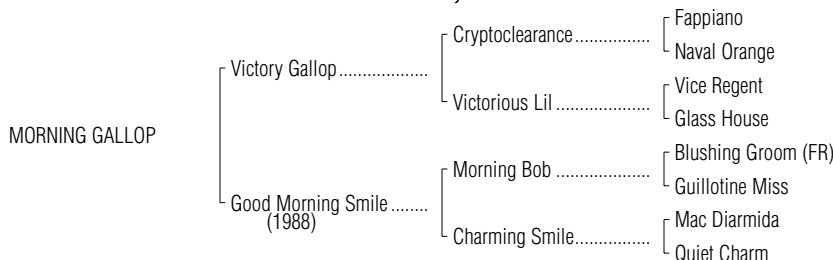 Fappiano
Cryptoclearance................
Naval Orange
Victory Gallop...................
Vice Regent
Victorious Lil ....................
Glass House
MORNING GALLOP
Blushing Groom (FR)
Morning Bob ....................
Guillotine Miss
Good Morning Smile ........
(1988)
Mac Diarmida
Charming Smile................
Quiet Charm